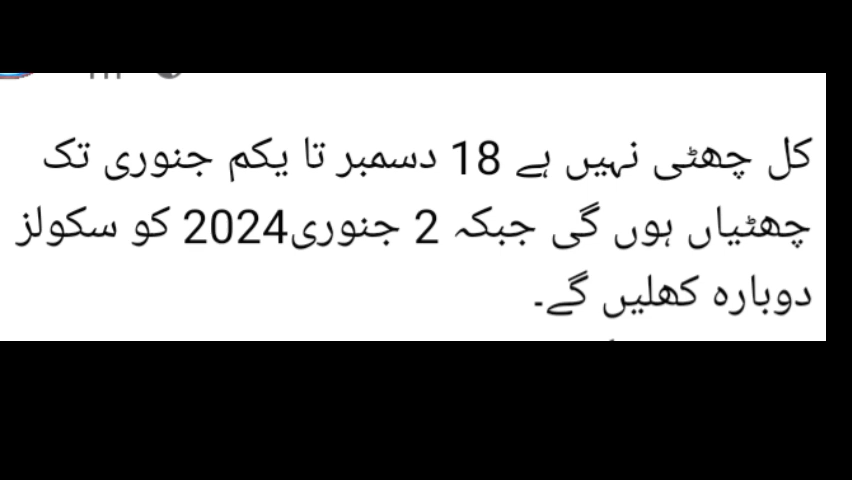 کل چھٹی نہیں ہے 18 دسمبر تا یکم جنوری تک
چھٹیاں ہوں گی جبکہ 2 جنوری2024 کو سکولز
دوبارہ کھلیں گے۔